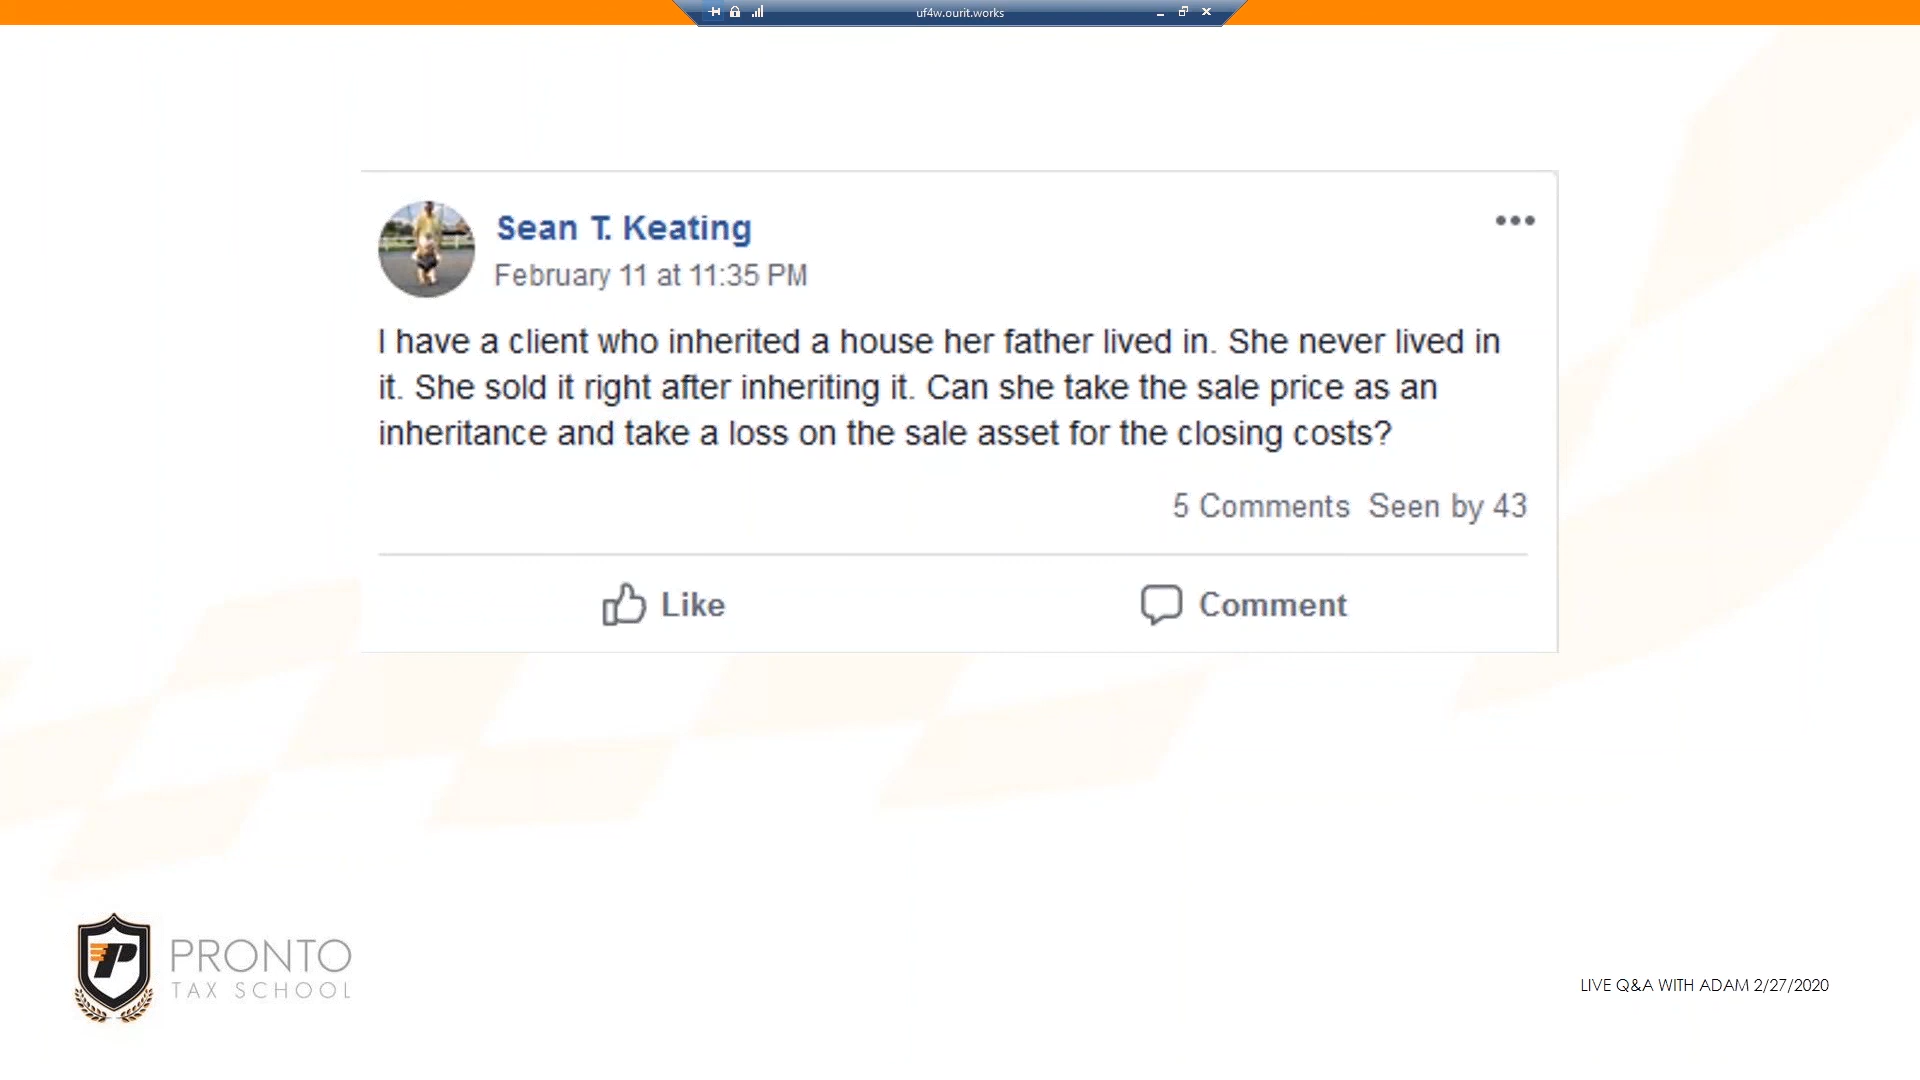 uf4w.ourit.works
Sean T. Keating
February 11 at 11:35 PM
I have a client who inherited a house her father lived in. She never lived in
it. She sold it right after inheriting it. Can she take the sale price as an
inheritance and take a loss on the sale asset for the closing costs?
5 Comments Seen by 43
Like Comment
P
PRONTO
TAX SCHOOL
LIVE Q&A WITH ADAM 2/27/2020